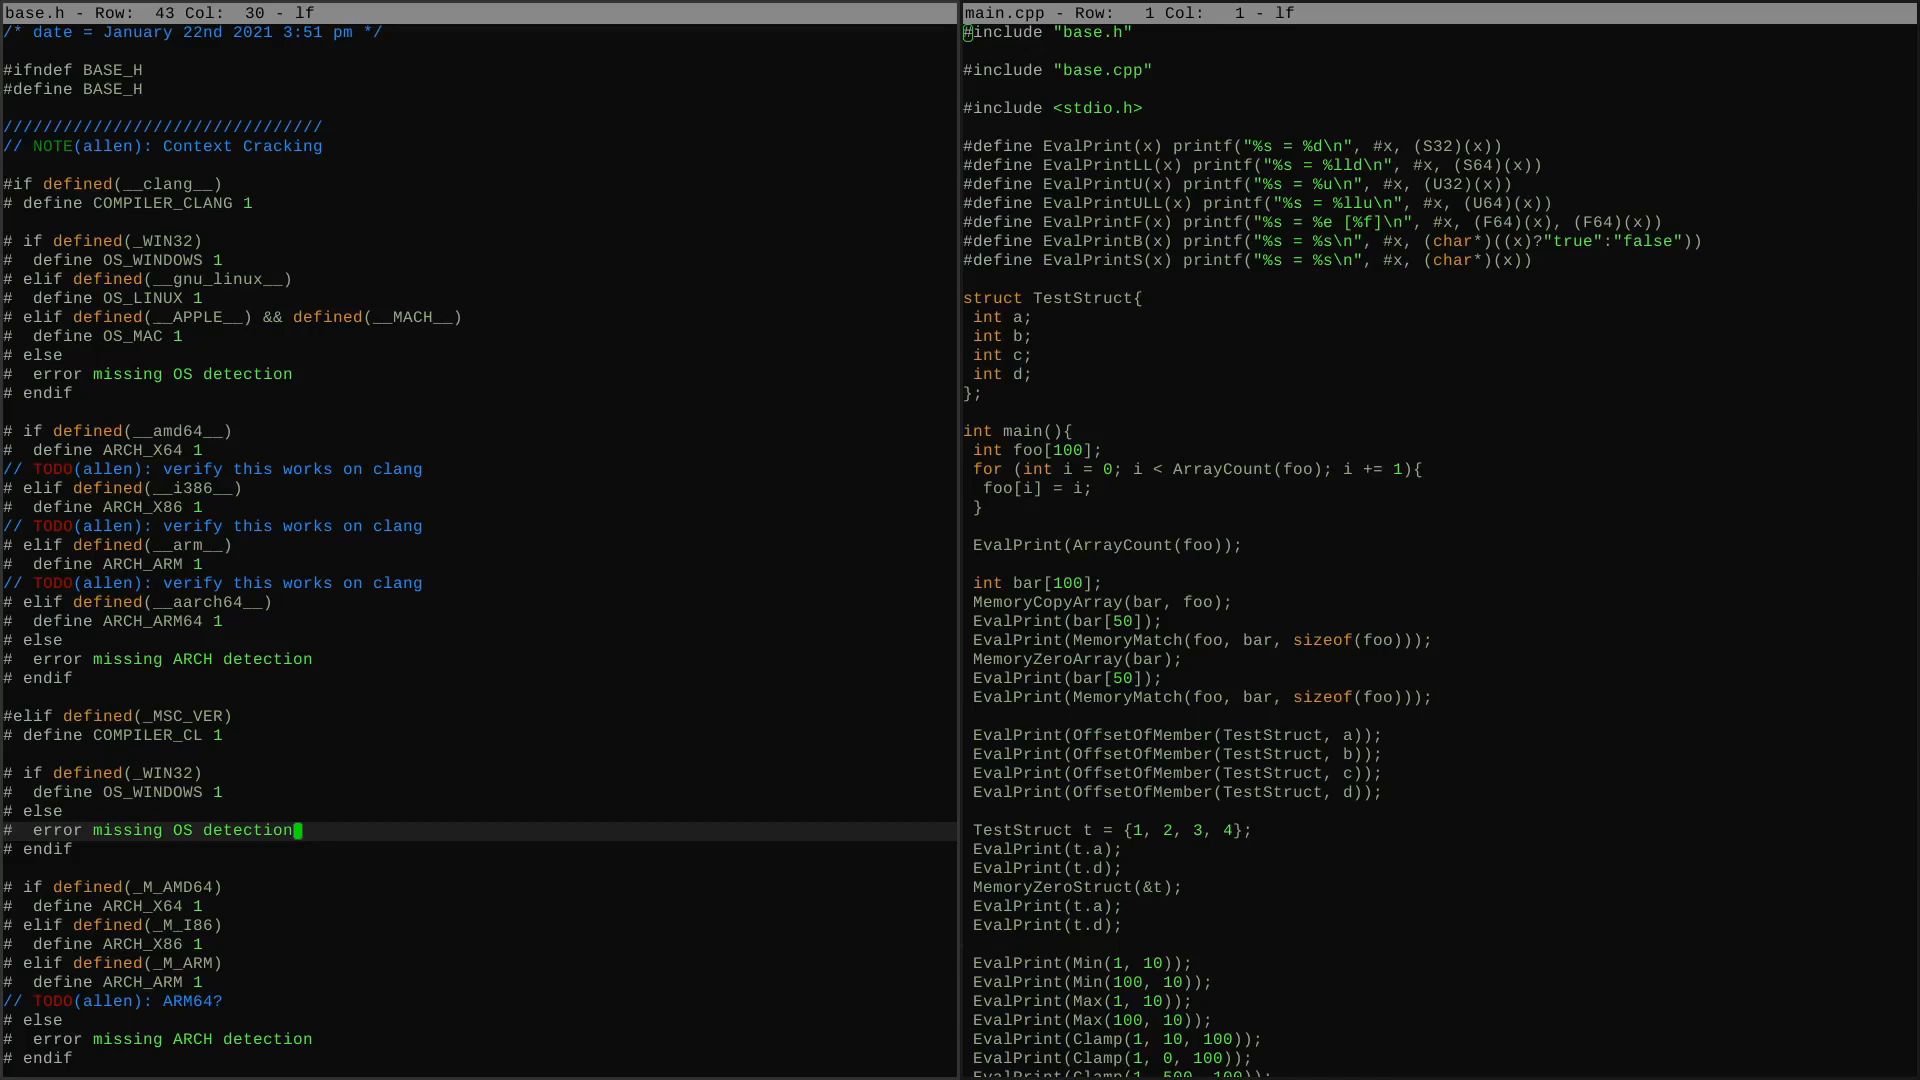 base.h - Row:  43 Col:  30 - lf
/* date = January 22nd 2021 3:51 pm */
#ifndef BASE_H
#define BASE_H
////////////////////////////////
// NOTE(allen): Context Cracking
#if defined(__clang__)
# define COMPILER_CLANG 1
# if defined(_WIN32)
#  define OS_WINDOWS 1
# elif defined(__gnu_linux__)
#  define OS_LINUX 1
# elif defined(__APPLE__) && defined(__MACH__)
#  define OS_MAC 1
# else
#  error missing OS detection
# endif
# if defined(__amd64__)
#  define ARCH_X64 1
// TODO(allen): verify this works on clang
# elif defined(__i386__)
#  define ARCH_X86 1
// TODO(allen): verify this works on clang
# elif defined(__arm__)
#  define ARCH_ARM 1
// TODO(allen): verify this works on clang
# elif defined(__aarch64__)
#  define ARCH_ARM64 1
# else
#  error missing ARCH detection
# endif
#elif defined(_MSC_VER)
# define COMPILER_CL 1
# if defined(_WIN32)
#  define OS_WINDOWS 1
# else
#  error missing OS detection
# endif
# if defined(_M_AMD64)
#  define ARCH_X64 1
# elif defined(_M_I86)
#  define ARCH_X86 1
# elif defined(_M_ARM)
#  define ARCH_ARM 1
// TODO(allen): ARM64?
# else
#  error missing ARCH detection
# endif
main.cpp - Row:   1 Col:   1 - lf
#include "base.h"
#include "base.cpp"
#include <stdio.h>
#define EvalPrint(x) printf("%s = %d\n", #x, (S32)(x))
#define EvalPrintLL(x) printf("%s = %lld\n", #x, (S64)(x))
#define EvalPrintU(x) printf("%s = %u\n", #x, (U32)(x))
#define EvalPrintULL(x) printf("%s = %llu\n", #x, (U64)(x))
#define EvalPrintF(x) printf("%s = %e [%f]\n", #x, (F64)(x), (F64)(x))
#define EvalPrintB(x) printf("%s = %s\n", #x, (char*)((x)?"true":"false"))
#define EvalPrintS(x) printf("%s = %s\n", #x, (char*)(x))
struct TestStruct{
 int a;
 int b;
 int c;
 int d;
};
int main(){
 int foo[100];
 for (int i = 0; i < ArrayCount(foo); i += 1){
  foo[i] = i;
 }
 EvalPrint(ArrayCount(foo));
 int bar[100];
 MemoryCopyArray(bar, foo);
 EvalPrint(bar[50]);
 EvalPrint(MemoryMatch(foo, bar, sizeof(foo)));
 MemoryZeroArray(bar);
 EvalPrint(bar[50]);
 EvalPrint(MemoryMatch(foo, bar, sizeof(foo)));
 EvalPrint(OffsetOfMember(TestStruct, a));
 EvalPrint(OffsetOfMember(TestStruct, b));
 EvalPrint(OffsetOfMember(TestStruct, c));
 EvalPrint(OffsetOfMember(TestStruct, d));
 TestStruct t = {1, 2, 3, 4};
 EvalPrint(t.a);
 EvalPrint(t.d);
 MemoryZeroStruct(&t);
 EvalPrint(t.a);
 EvalPrint(t.d);
 EvalPrint(Min(1, 10));
 EvalPrint(Min(100, 10));
 EvalPrint(Max(1, 10));
 EvalPrint(Max(100, 10));
 EvalPrint(Clamp(1, 10, 100));
 EvalPrint(Clamp(1, 0, 100));
 EvalPrint(Clamp(1, 500, 100));